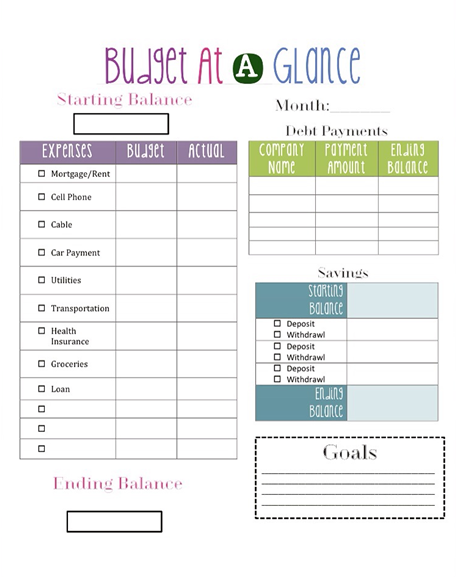 Budget At A Glance
Starting Balance
Month:
Debt Payments
Expenses Budget Actual
Mortgage/Rent
Cell Phone
Cable
Car Payment
Utilities
Transportation
Health
Insurance
Groceries
Loan
Ending Balance
Company Payment Ending
Name Amount Balance
Savings
Starting
Balance
Deposit
Withdrawl
Deposit
Withdrawl
Deposit
Withdrawl
Ending
Balance
Goals